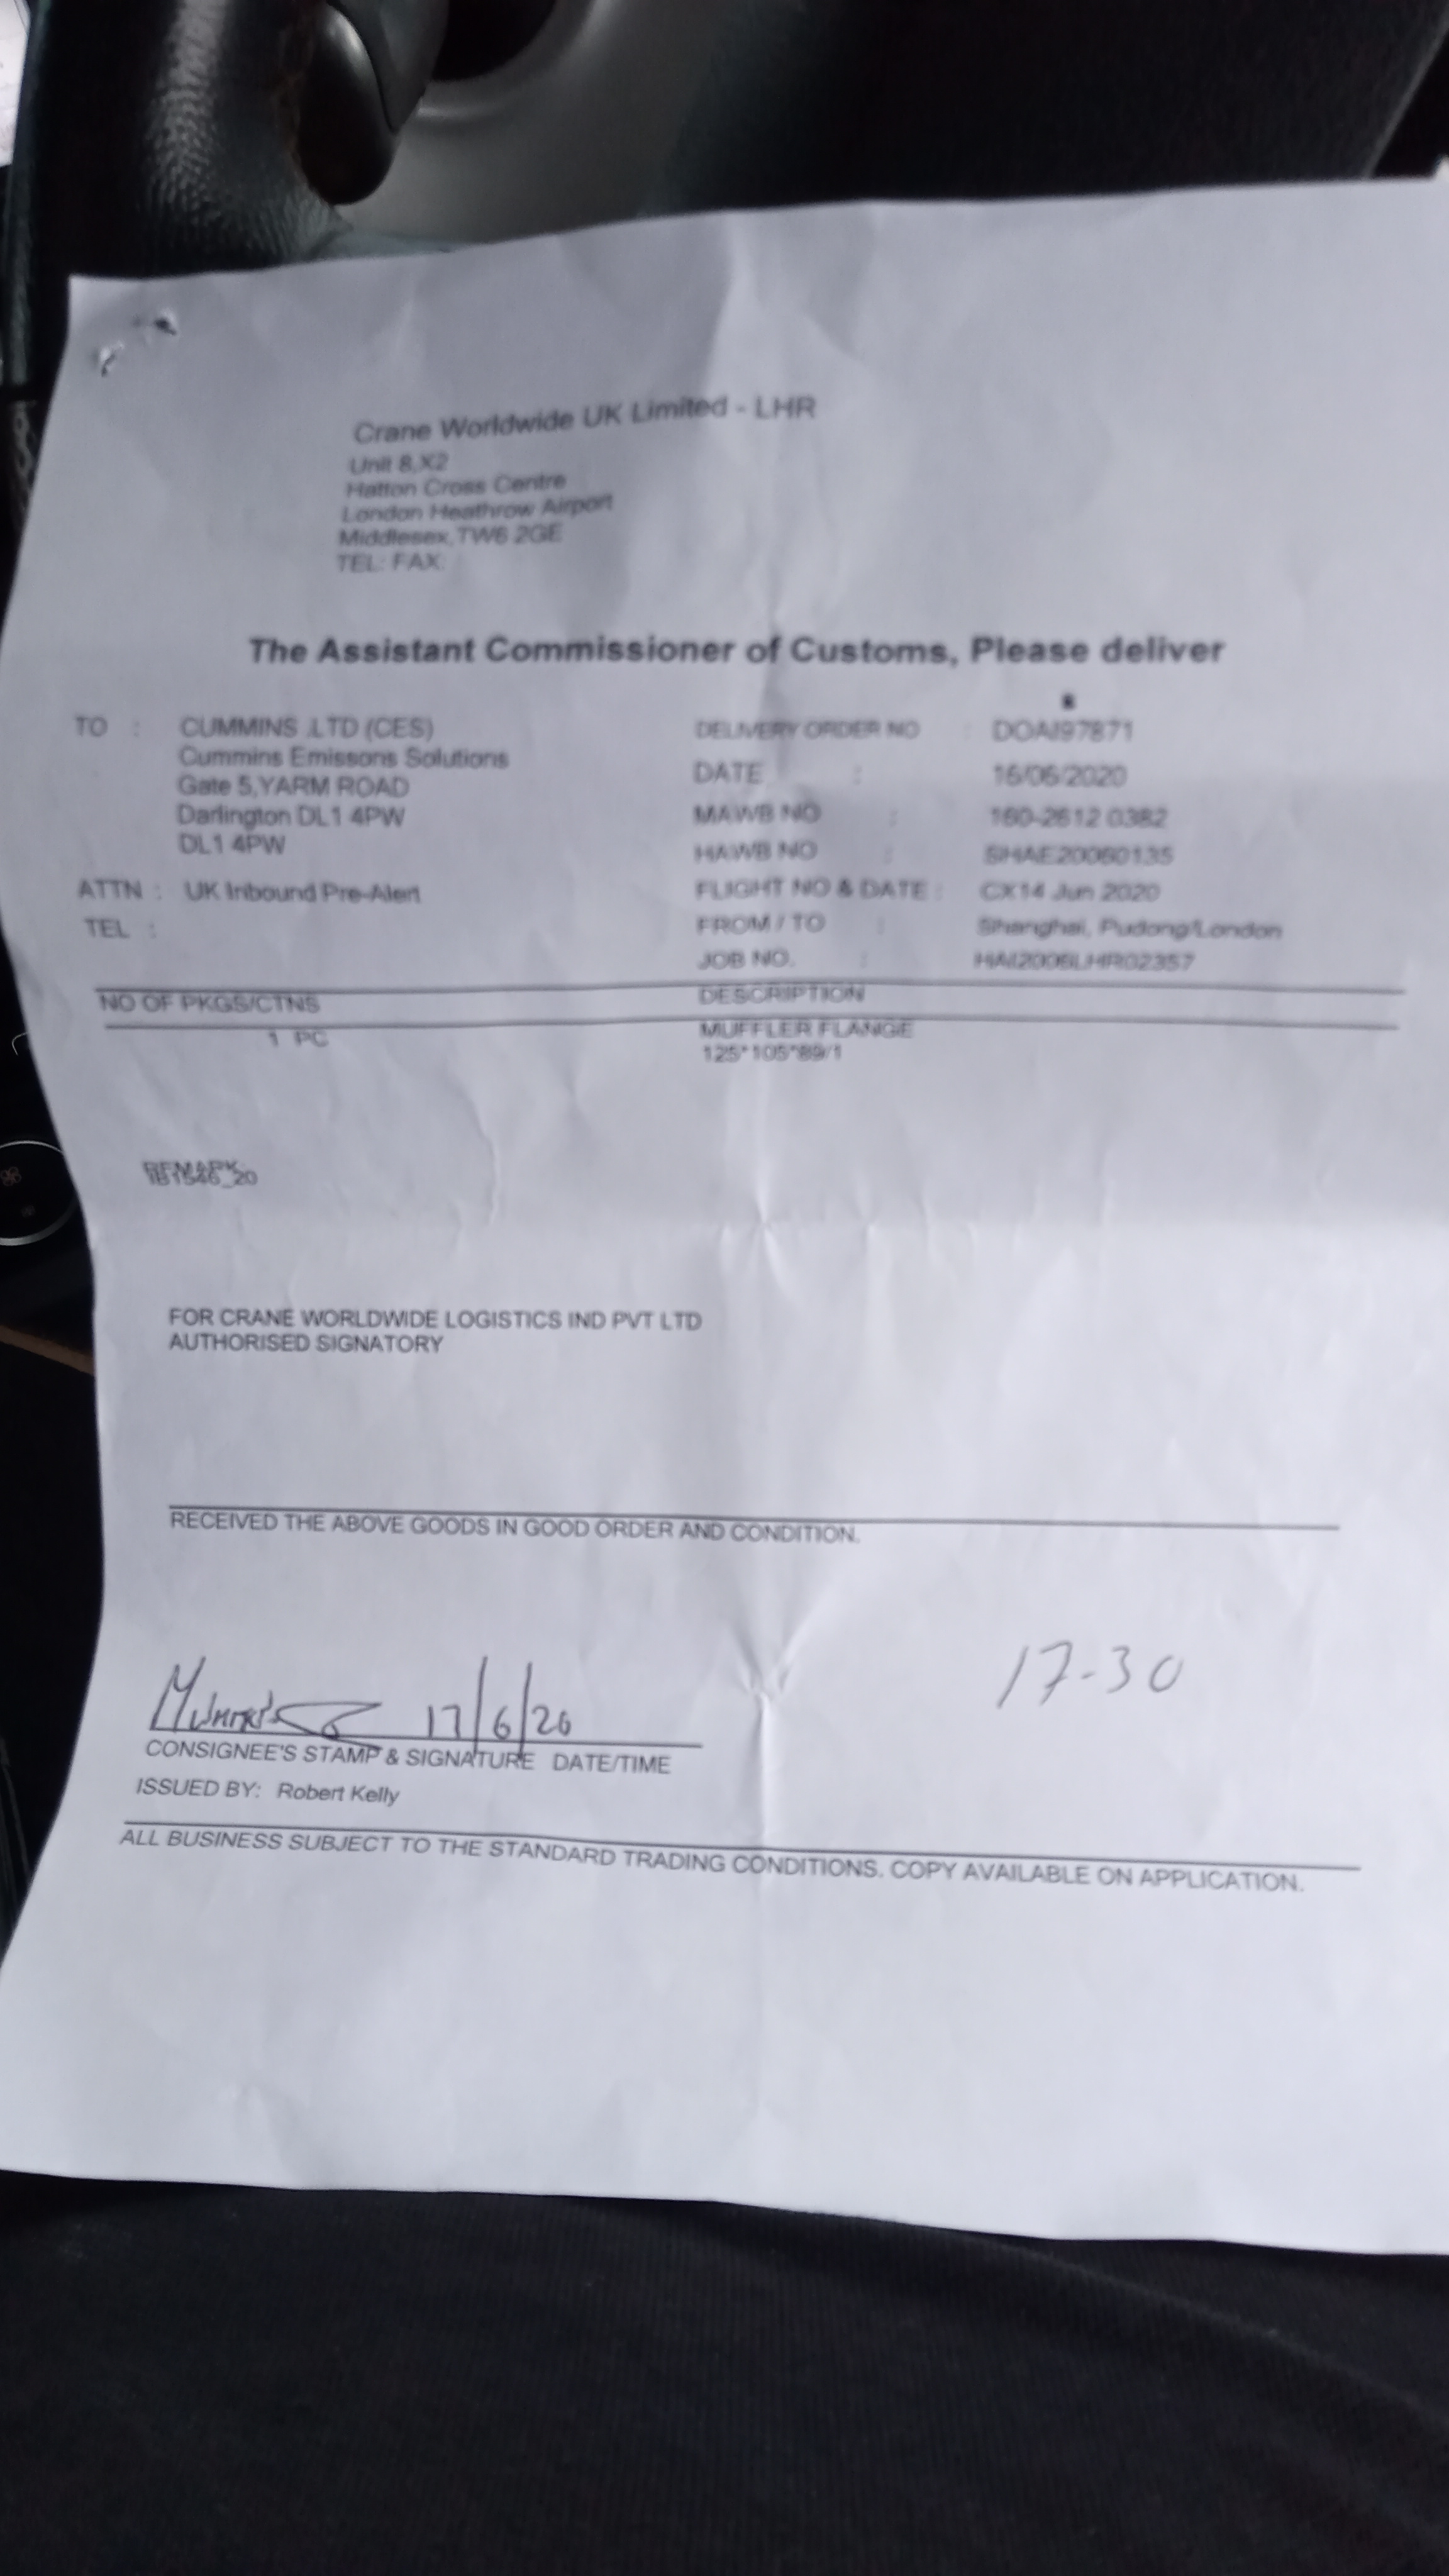 Crane Worldwide UK Limited - LHR
Unit 8,X2
Hatton Cross Centre
London Heathrow Airport
Middlesex,TW6 2GE
TEL: FAX:
The Assistant Commissioner of Customs, Please deliver
TO : CUMMINS .LTD (CES)
Cummins Emissons Solutions
Gate 5,YARM ROAD
Darlington DL1 4PW
DL1 4PW
ATTN : UK Inbound Pre-Alert
TEL :
DELIVERY ORDER NO : DOAI97871
DATE : 16/06/2020
MAWB NO : 160-2612 0382
HAWB NO : SHAE20060135
FLIGHT NO & DATE : CX14 Jun 2020
FROM / TO : Shanghai, Pudong/London
JOB NO. : HAI2006LHR02357
NO OF PKGS/CTNS DESCRIPTION
1 PC MUFFLER FLANGE
125*105*89/1
REMARK
IB1546_20
FOR CRANE WORLDWIDE LOGISTICS IND PVT LTD
AUTHORISED SIGNATORY
RECEIVED THE ABOVE GOODS IN GOOD ORDER AND CONDITION.
17/6/20 17-30
CONSIGNEE'S STAMP & SIGNATURE DATE/TIME
ISSUED BY: Robert Kelly
ALL BUSINESS SUBJECT TO THE STANDARD TRADING CONDITIONS. COPY AVAILABLE ON APPLICATION.